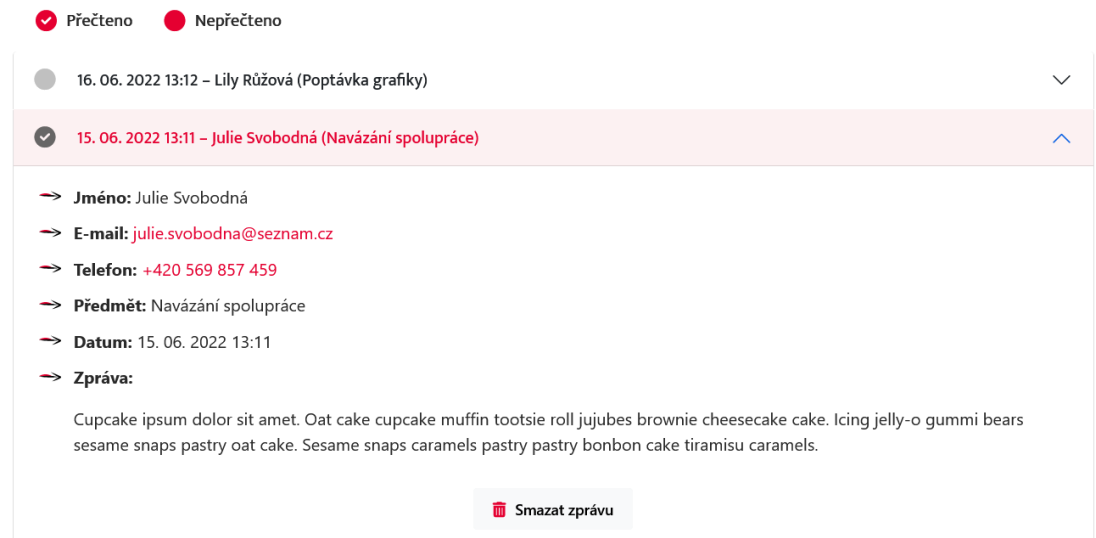 Přečteno Nepřečteno
16. 06. 2022 13:12 – Lily Růžová (Poptávka grafiky)
15. 06. 2022 13:11 – Julie Svobodná (Navázání spolupráce)
Jméno: Julie Svobodná
E-mail: julie.svobodna@seznam.cz
Telefon: +420 569 857 459
Předmět: Navázání spolupráce
Datum: 15. 06. 2022 13:11
Zpráva:
Cupcake ipsum dolor sit amet. Oat cake cupcake muffin tootsie roll jujubes brownie cheesecake cake. Icing jelly-o gummi bears
sesame snaps pastry oat cake. Sesame snaps caramels pastry pastry bonbon cake tiramisu caramels.
Smazat zprávu